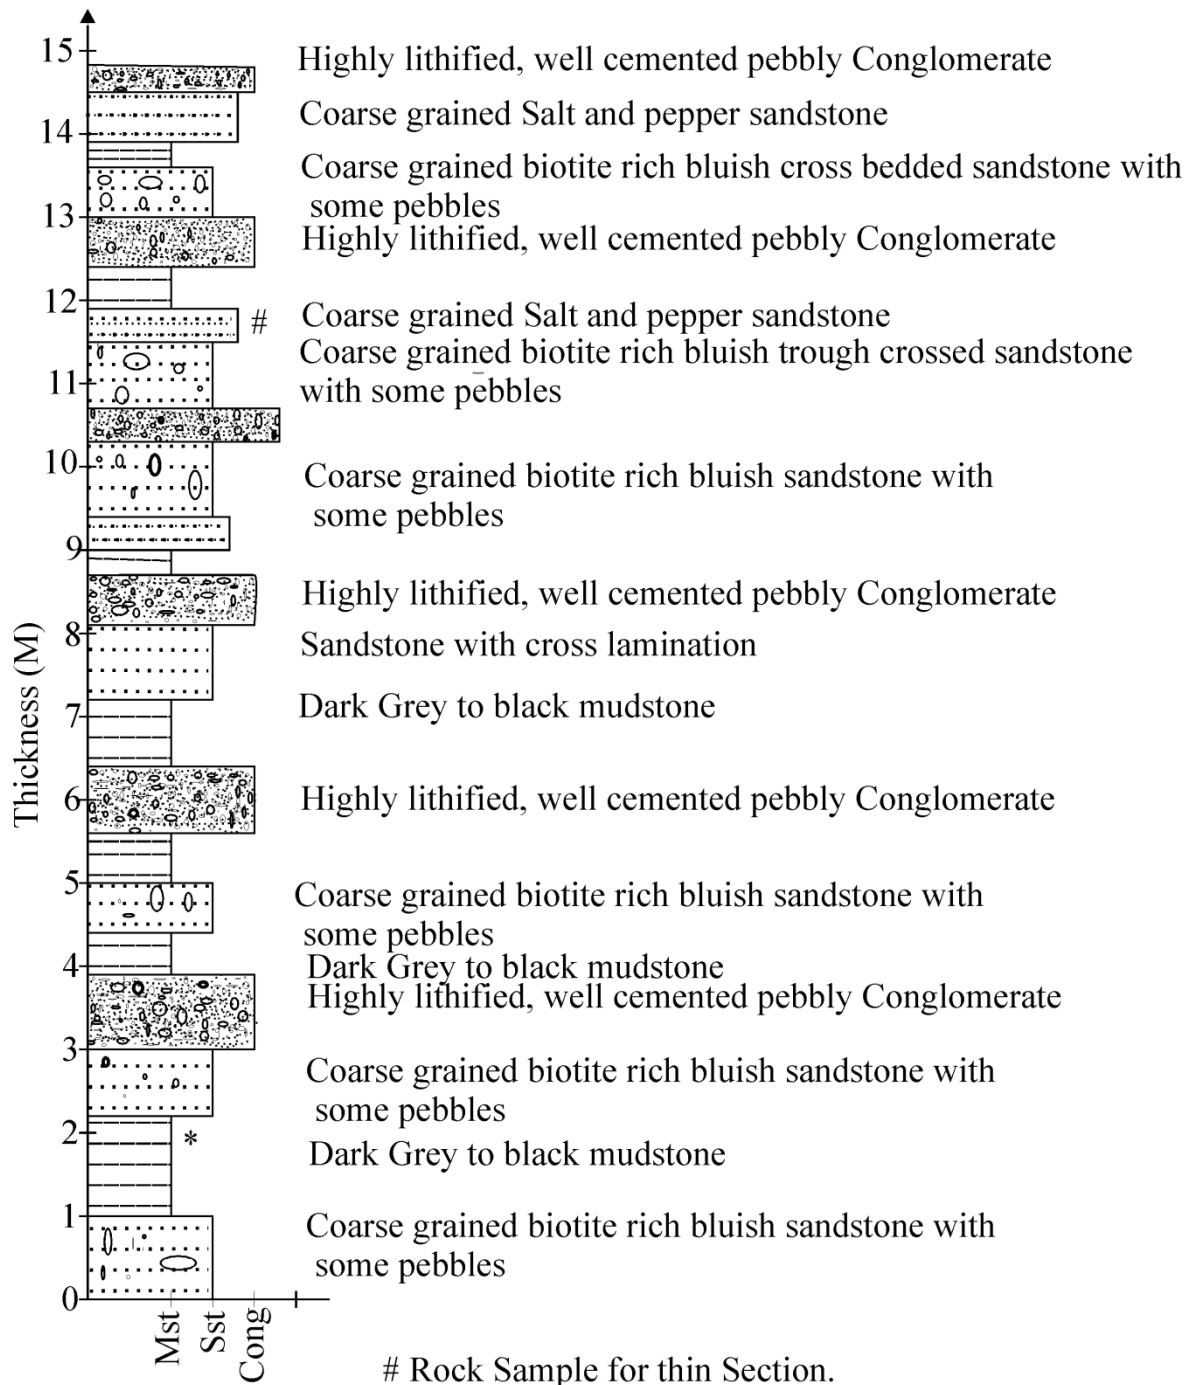 15
Highly lithified, well cemented pebbly Conglomerate
Coarse grained Salt and pepper sandstone
14
Coarse grained biotite rich bluish cross bedded sandstone with
some pebbles
13
Highly lithified, well cemented pebbly Conglomerate
12
#
Coarse grained Salt and pepper sandstone
Coarse grained biotite rich bluish trough crossed sandstone
11
with some pebbles
10
Coarse grained biotite rich bluish sandstone with
some pebbles
9
Highly lithified, well cemented pebbly Conglomerate
8
Sandstone with cross lamination
7
Dark Grey to black mudstone
Thickness (M)
6
Highly lithified, well cemented pebbly Conglomerate
5
Coarse grained biotite rich bluish sandstone with
some pebbles
4
Dark Grey to black mudstone
Highly lithified, well cemented pebbly Conglomerate
3
Coarse grained biotite rich bluish sandstone with
some pebbles
2
*
Dark Grey to black mudstone
1
Coarse grained biotite rich bluish sandstone with
some pebbles
0
Mst
Sst
Cong
# Rock Sample for thin Section.